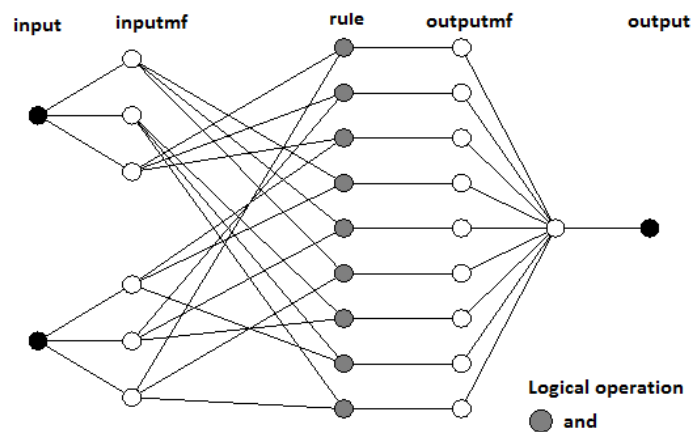 input
inputmf
rule
outputmf
output
Logical operation
and